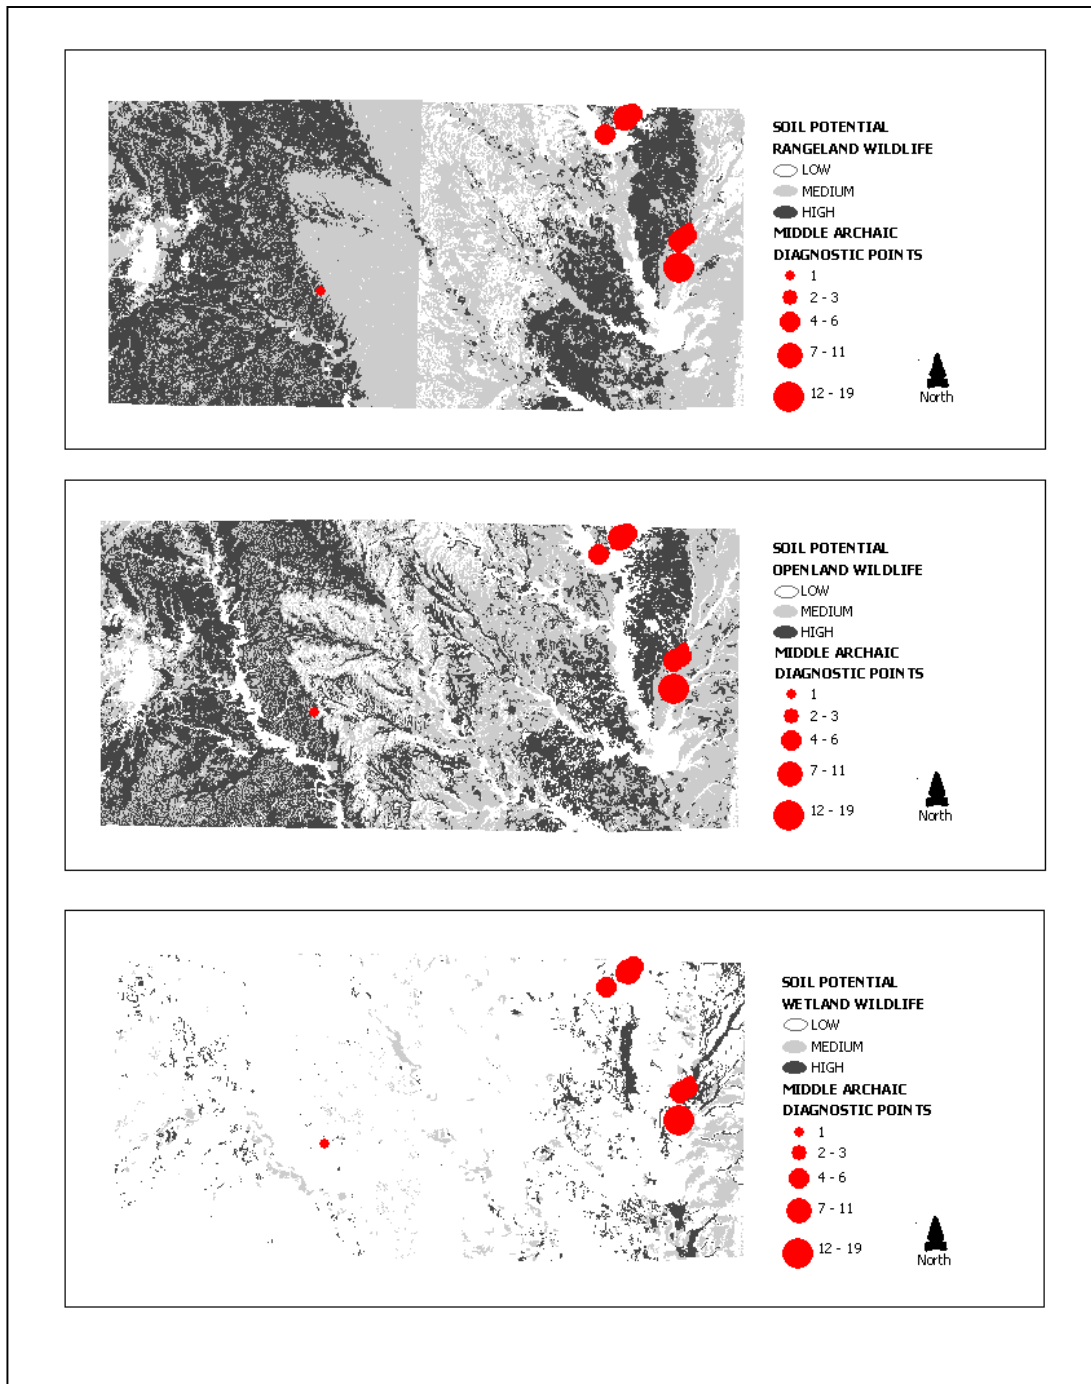 SOIL POTENTIAL
RANGELAND WILDLIFE
LOW
MEDIUM
HIGH
MIDDLE ARCHAIC
DIAGNOSTIC POINTS
1
2 - 3
4 - 6
7 - 11
12 - 19
North
SOIL POTENTIAL
OPENLAND WILDLIFE
LOW
MEDIUM
HIGH
MIDDLE ARCHAIC
DIAGNOSTIC POINTS
1
2 - 3
4 - 6
7 - 11
12 - 19
North
SOIL POTENTIAL
WETLAND WILDLIFE
LOW
MEDIUM
HIGH
MIDDLE ARCHAIC
DIAGNOSTIC POINTS
1
2 - 3
4 - 6
7 - 11
12 - 19
North